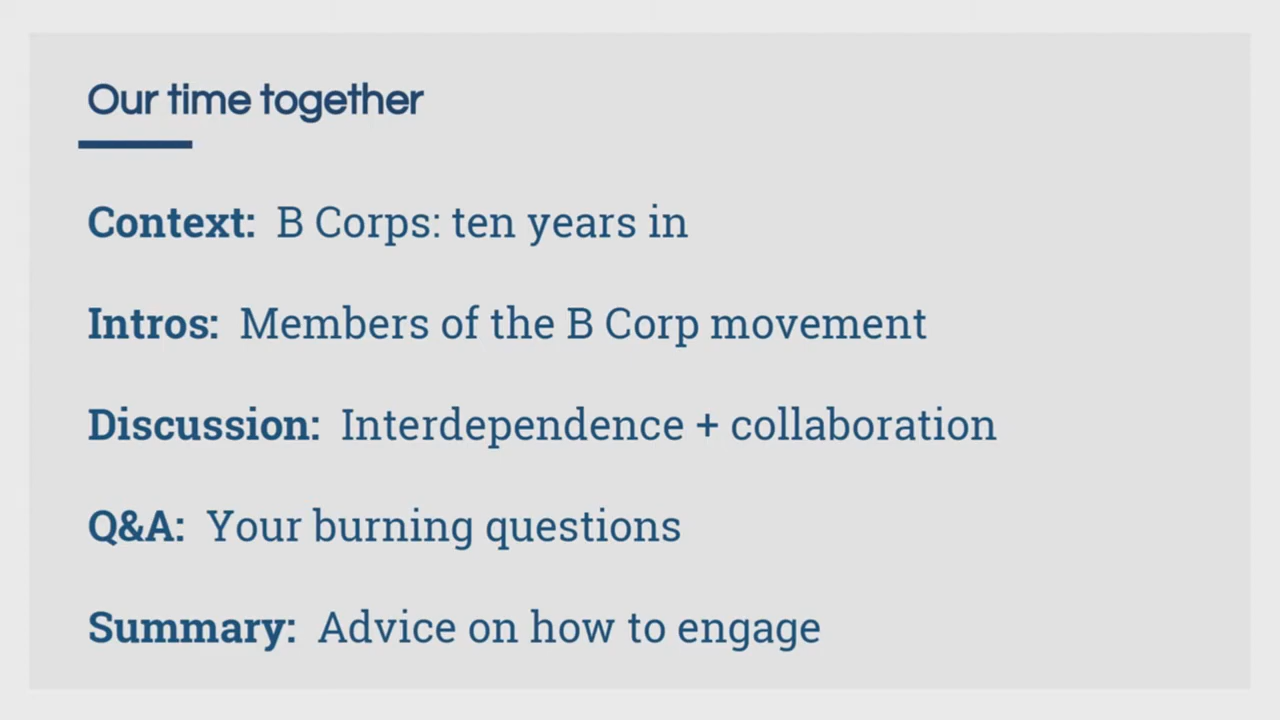 Our time together
Context: B Corps: ten years in
Intros: Members of the B Corp movement
Discussion: Interdependence + collaboration
Q&A: Your burning questions
Summary: Advice on how to engage